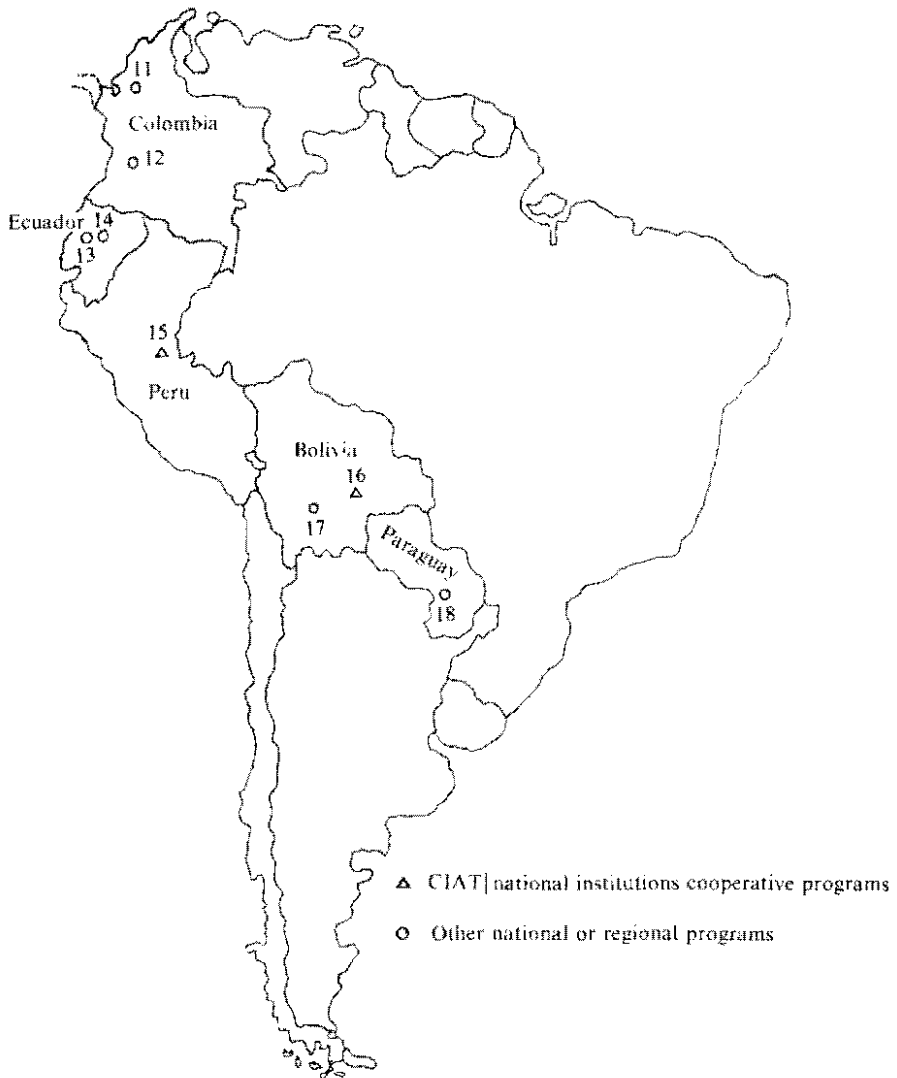 11
Colombia
12
Ecuador 14
13
15
Peru
Bolivia
16
17
Paraguay
18
CIAT| national institutions cooperative programs
Other national or regional programs